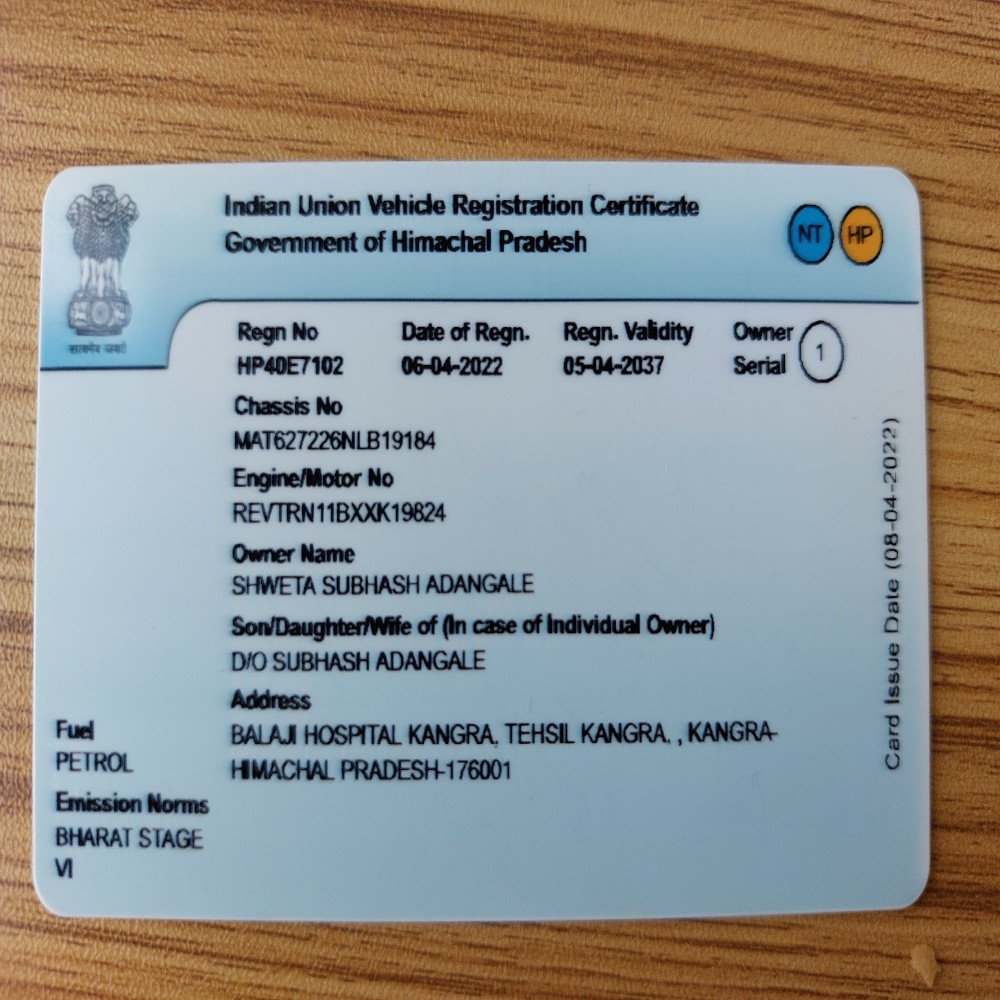 Indian Union Vehicle Registration Certificate
Government of Himachal Pradesh
NT HP
सत्यमेव जयते
Regn No Date of Regn. Regn. Validity Owner Serial 1
HP40E7102 06-04-2022 05-04-2037
Chassis No
MAT627226NLB19184
Engine/Motor No
REVTRN11BXXK19824
Owner Name
SHWETA SUBHASH ADANGALE
Son/Daughter/Wife of (In case of Individual Owner)
D/O SUBHASH ADANGALE
Address
BALAJI HOSPITAL KANGRA, TEHSIL KANGRA, , KANGRA-
HIMACHAL PRADESH-176001
Fuel
PETROL
Emission Norms
BHARAT STAGE
VI
Card Issue Date (08-04-2022)